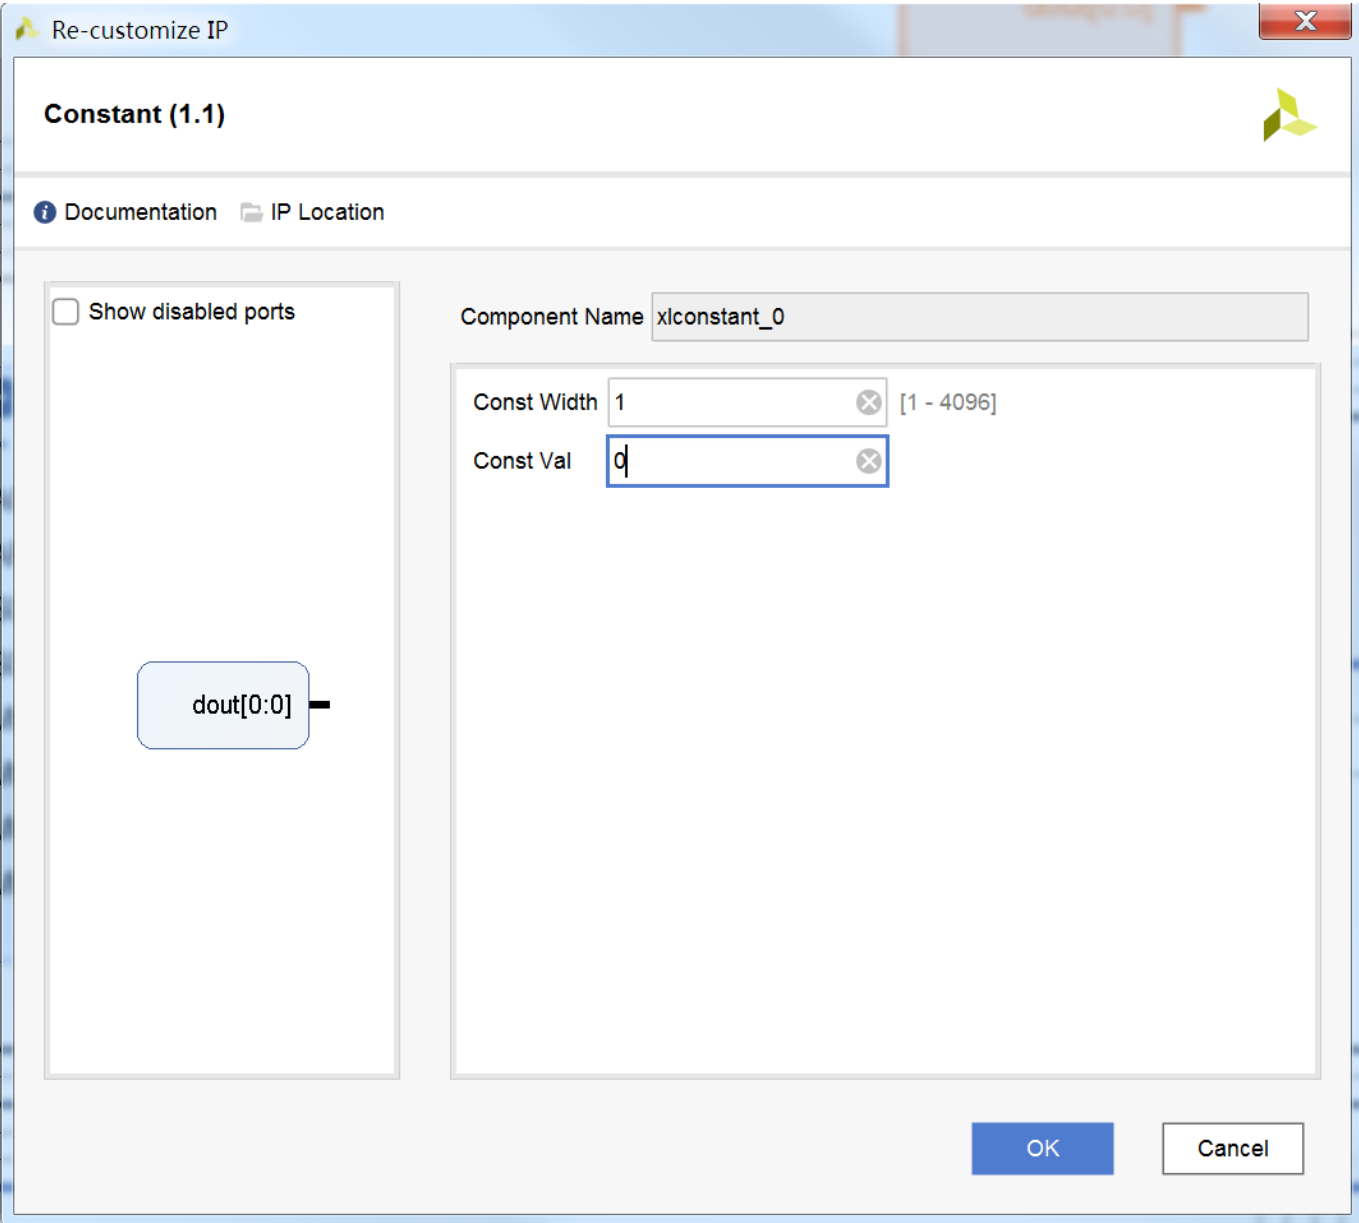 Re-customize IP
Constant (1.1)
Documentation IP Location
Show disabled ports
Component Name xlconstant_0
Const Width 1 [1 - 4096]
Const Val 0
dout[0:0]
OK Cancel